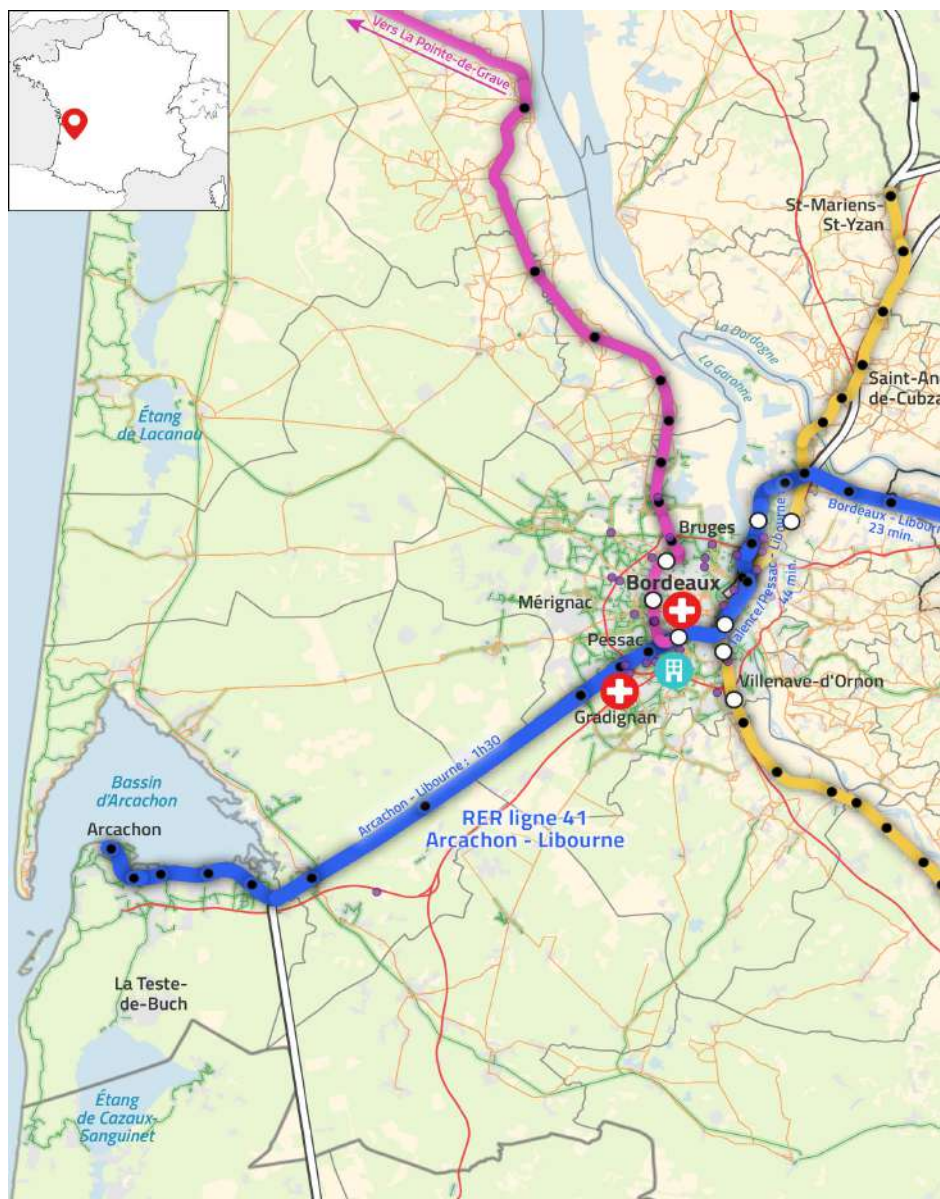 Vers La Pointe-de-Grave
St-Mariens-
St-Yzan
La Dordogne
La Garonne
Saint-An
de-Cubza
Étang
de Lacanau
Bordeaux - Libourn
23 min.
Bruges
Talence/Pessac - Libourne
44 min.
Bordeaux
Mérignac
Pessac
Villenave-d'Ornon
Gradignan
Arcachon - Libourne : 1h30
Bassin
d'Arcachon
Arcachon
RER ligne 41
Arcachon - Libourne
La Teste-
de-Buch
Étang
de Cazaux-
Sanguinet